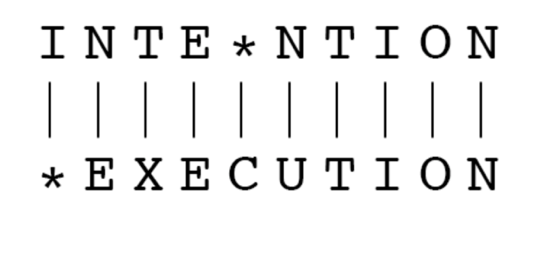 I N T E * N T I O N
| | | | | | | | | |
* E X E C U T I O N